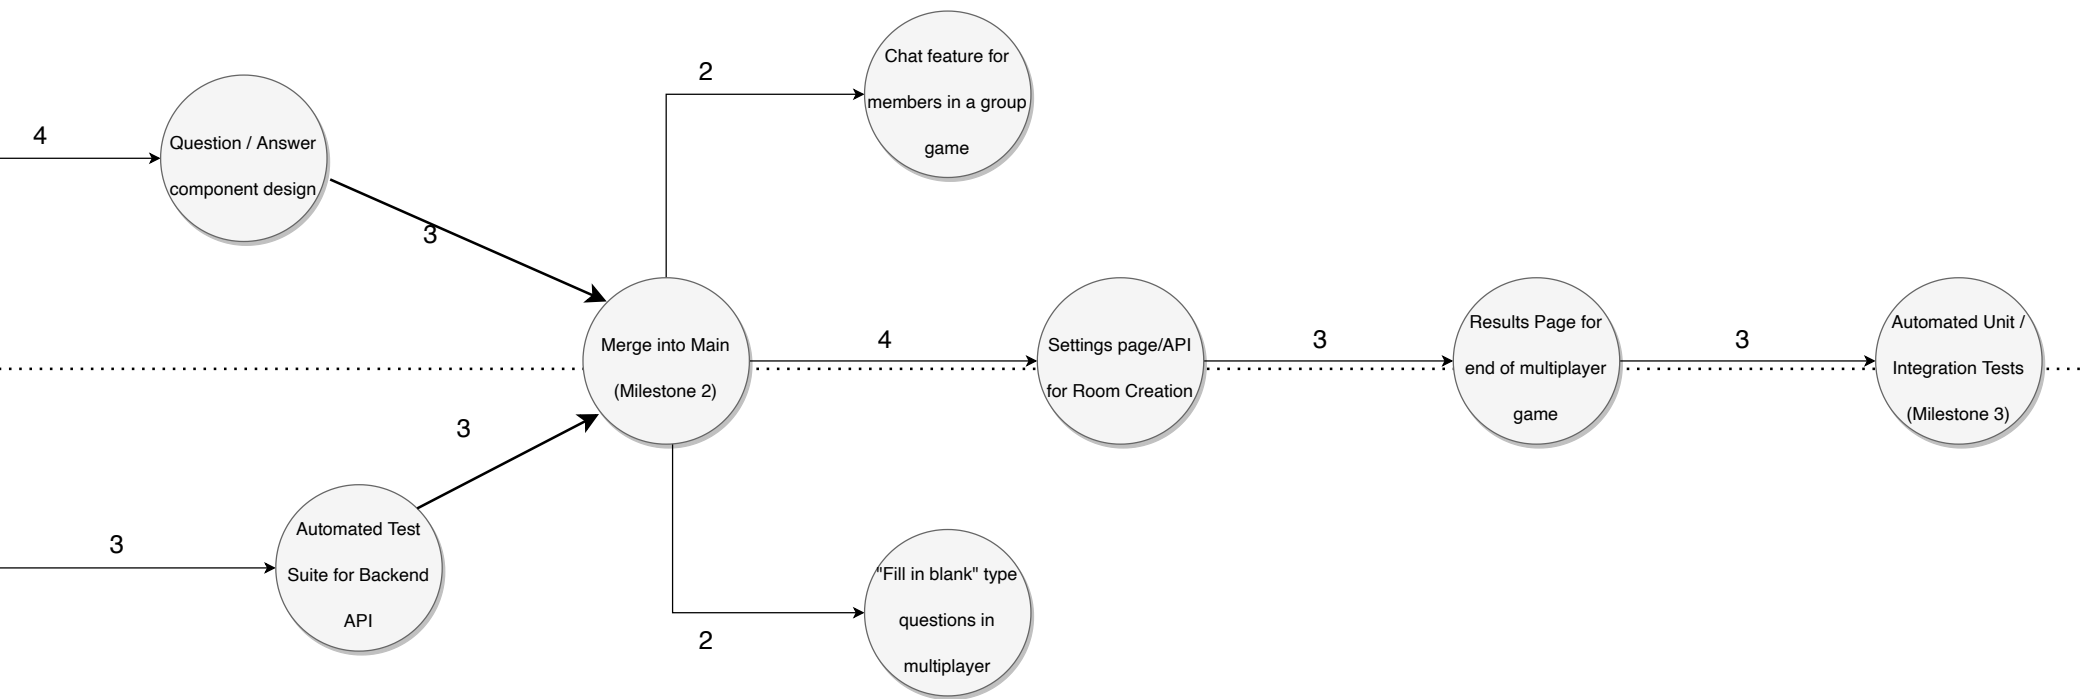 4
Question / Answer
component design
3
3
Automated Test
Suite for Backend
API
3
Merge into Main
(Milestone 2)
2
Chat feature for
members in a group
game
4
Settings page/API
for Room Creation
3
Results Page for
end of multiplayer
game
3
Automated Unit /
Integration Tests
(Milestone 3)
2
"Fill in blank" type
questions in
multiplayer